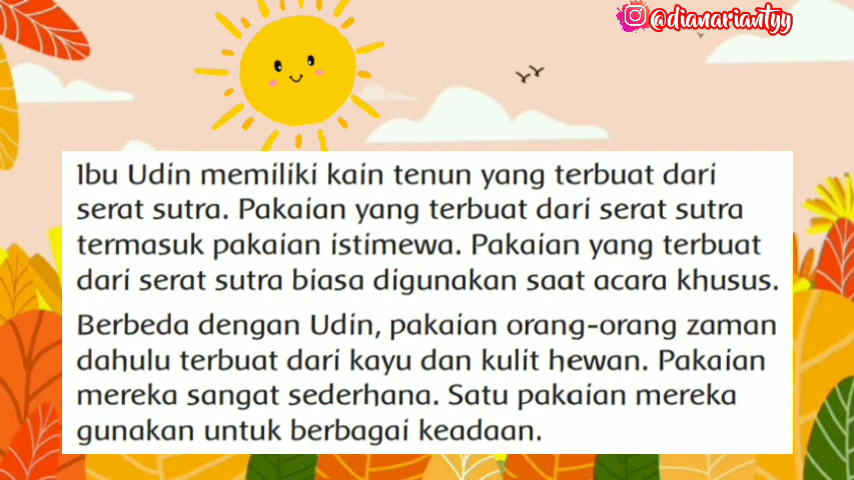 @dianariantyy
Ibu Udin memiliki kain tenun yang terbuat dari
serat sutra. Pakaian yang terbuat dari serat sutra
termasuk pakaian istimewa. Pakaian yang terbuat
dari serat sutra biasa digunakan saat acara khusus.
Berbeda dengan Udin, pakaian orang-orang zaman
dahulu terbuat dari kayu dan kulit hewan. Pakaian
mereka sangat sederhana. Satu pakaian mereka
gunakan untuk berbagai keadaan.